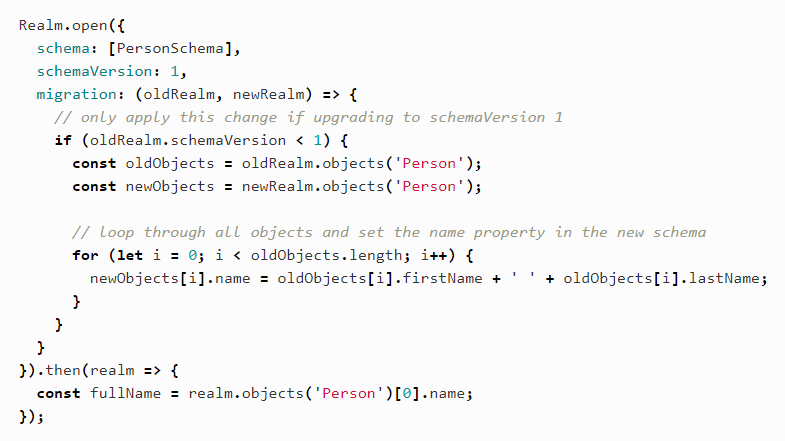 Realm.open({
  schema: [PersonSchema],
  schemaVersion: 1,
  migration: (oldRealm, newRealm) => {
    // only apply this change if upgrading to schemaVersion 1
    if (oldRealm.schemaVersion < 1) {
      const oldObjects = oldRealm.objects('Person');
      const newObjects = newRealm.objects('Person');

      // loop through all objects and set the name property in the new schema
      for (let i = 0; i < oldObjects.length; i++) {
        newObjects[i].name = oldObjects[i].firstName + ' ' + oldObjects[i].lastName;
      }
    }
  }
}).then(realm => {
  const fullName = realm.objects('Person')[0].name;
});